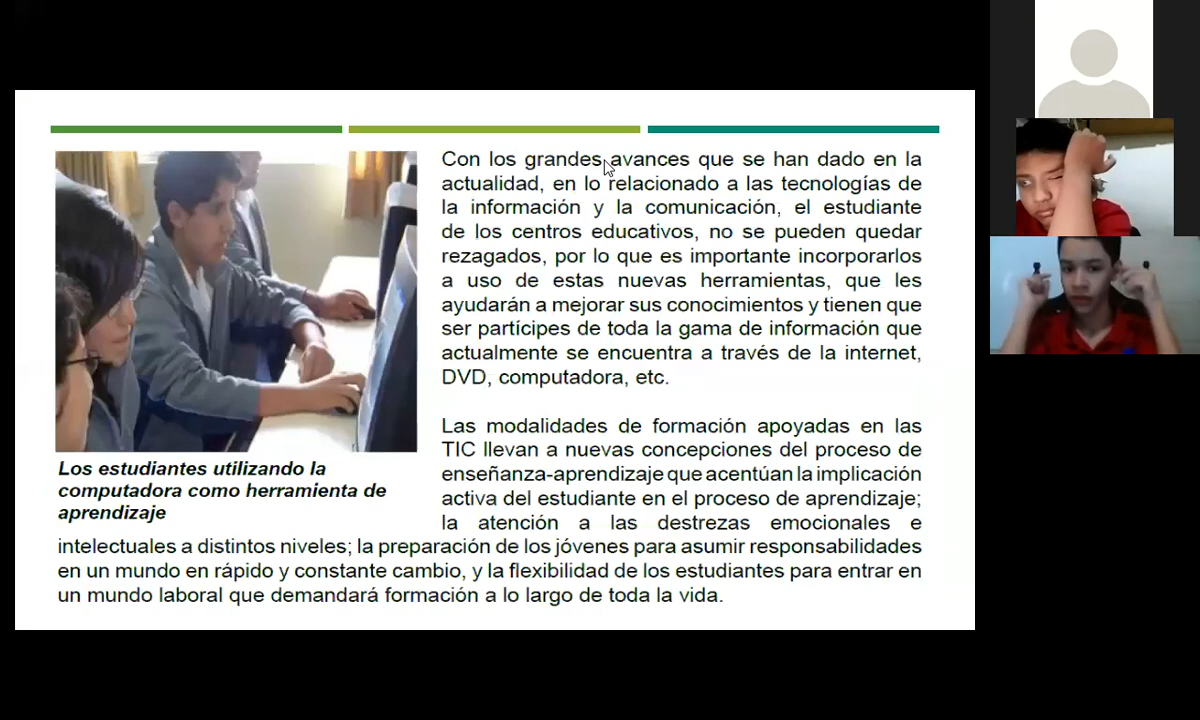 Con los grandes avances que se han dado en la
actualidad, en lo relacionado a las tecnologías de
la información y la comunicación, el estudiante
de los centros educativos, no se pueden quedar
rezagados, por lo que es importante incorporarlos
a uso de estas nuevas herramientas, que les
ayudarán a mejorar sus conocimientos y tienen que
ser partícipes de toda la gama de información que
actualmente se encuentra a través de la internet,
DVD, computadora, etc.
Los estudiantes utilizando la
computadora como herramienta de
aprendizaje
Las modalidades de formación apoyadas en las
TIC llevan a nuevas concepciones del proceso de
enseñanza-aprendizaje que acentúan la implicación
activa del estudiante en el proceso de aprendizaje;
la atención a las destrezas emocionales e
intelectuales a distintos niveles; la preparación de los jóvenes para asumir responsabilidades
en un mundo en rápido y constante cambio, y la flexibilidad de los estudiantes para entrar en
un mundo laboral que demandará formación a lo largo de toda la vida.